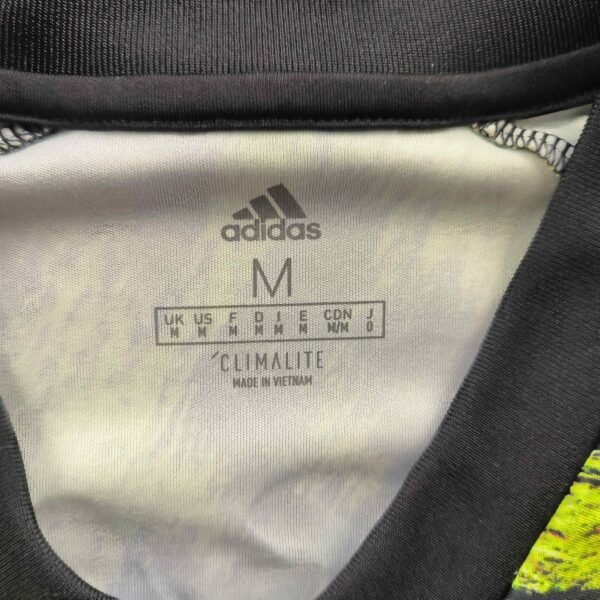 adidas
M
UK US F D I E CDN J
M M M M M M M/M O
CLIMALITE
MADE IN VIETNAM